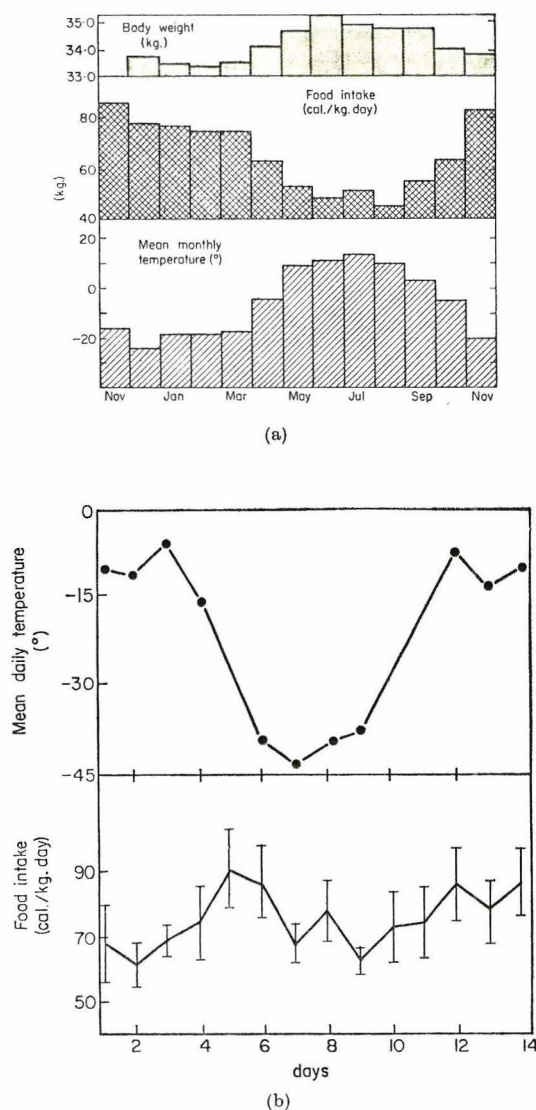 35·0
34·0
33·0
Body weight
(kg.)
Food intake
(cal./kg. day)
80
60
40
(kg.)
Mean monthly
temperature (°)
20
0
−20
Nov Jan Mar May Jul Sep Nov
(a)
0
−15
−30
−45
Mean daily temperature
(°)
90
70
50
Food intake
(cal./kg. day)
2 4 6 8 10 12 14
days
(b)